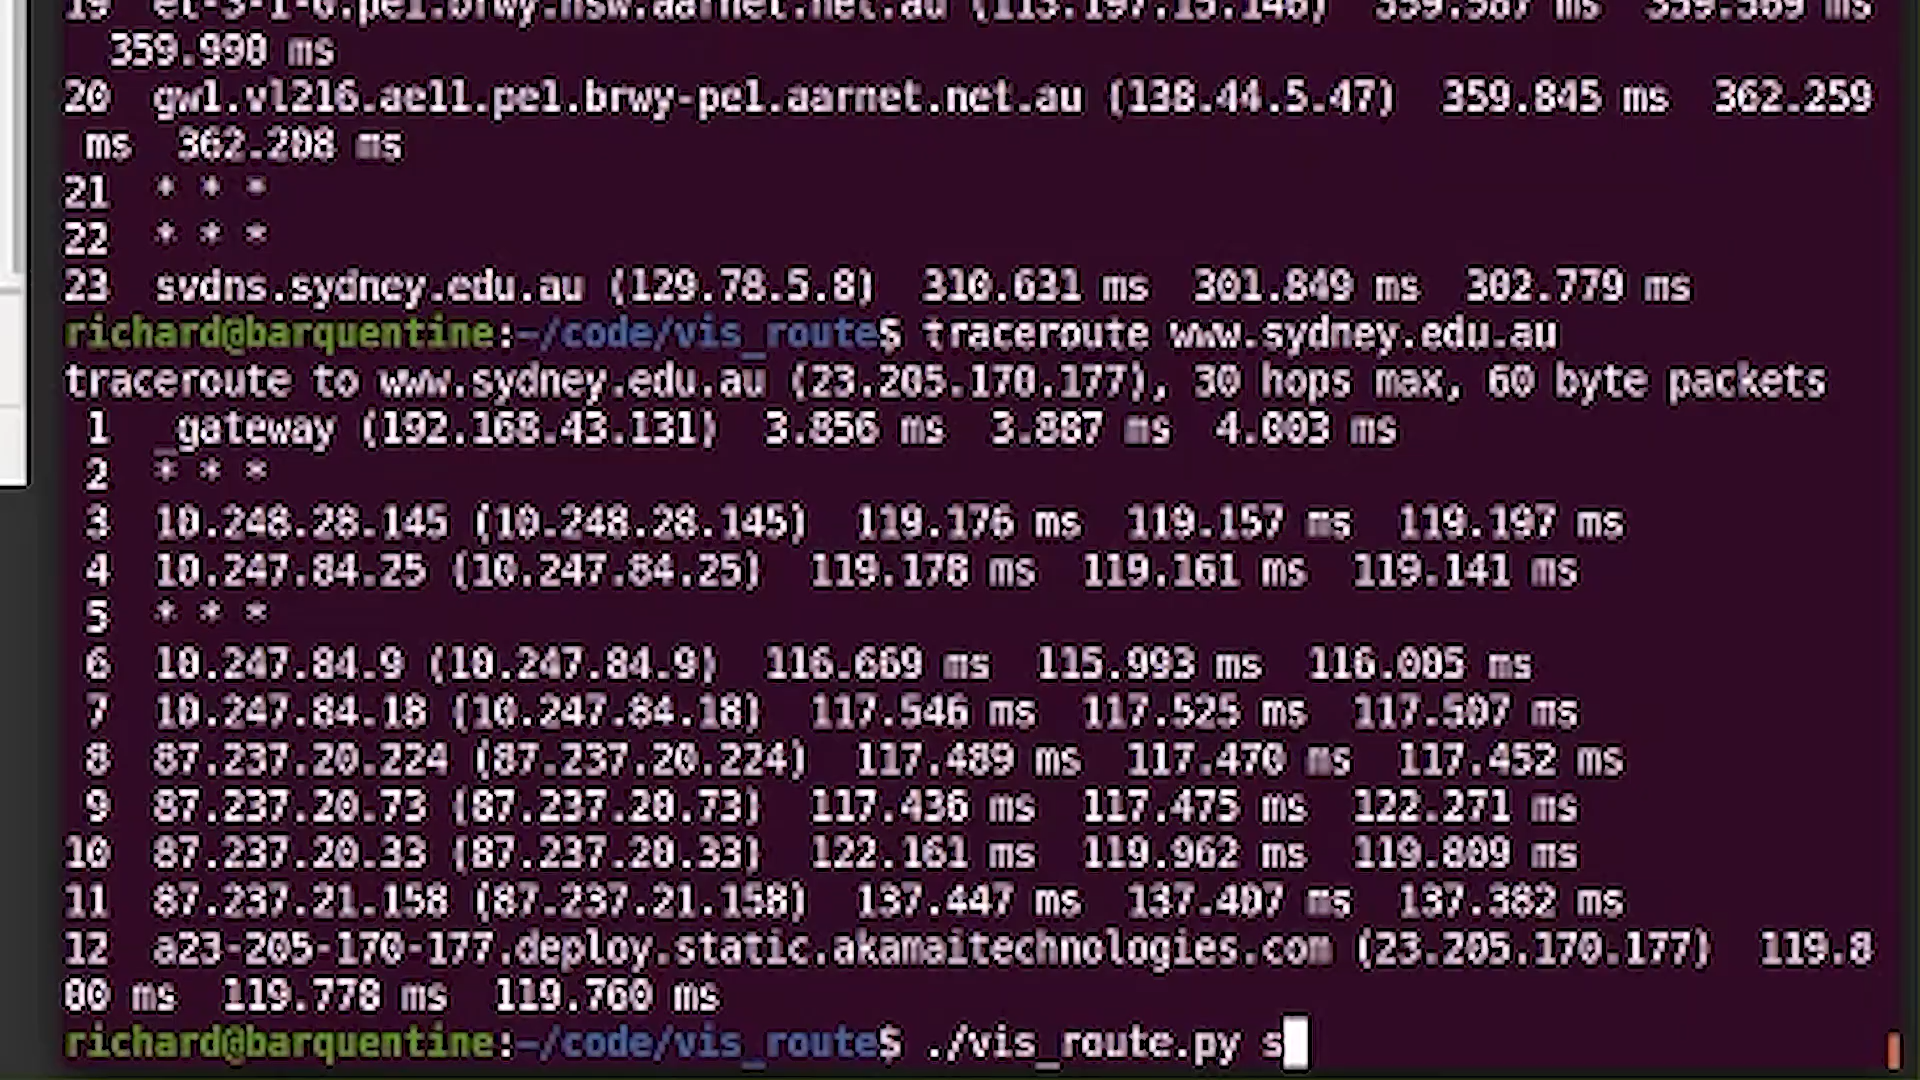 19  et-3-1-0.pe1.brwy.nsw.aarnet.net.au (113.197.15.146)  359.587 ms  359.569 ms
359.990 ms
20  gw1.vl216.ae11.pe1.brwy-pe1.aarnet.net.au (138.44.5.47)  359.845 ms  362.259
ms  362.208 ms
21  * * *
22  * * *
23  svdns.sydney.edu.au (129.78.5.8)  310.631 ms  301.849 ms  302.779 ms
richard@barquentine:~/code/vis_route$ traceroute www.sydney.edu.au
traceroute to www.sydney.edu.au (23.205.170.177), 30 hops max, 60 byte packets
1  _gateway (192.168.43.131)  3.856 ms  3.887 ms  4.003 ms
2  * * *
3  10.248.28.145 (10.248.28.145)  119.176 ms  119.157 ms  119.197 ms
4  10.247.84.25 (10.247.84.25)  119.178 ms  119.161 ms  119.141 ms
5  * * *
6  10.247.84.9 (10.247.84.9)  116.669 ms  115.993 ms  116.005 ms
7  10.247.84.18 (10.247.84.18)  117.546 ms  117.525 ms  117.507 ms
8  87.237.20.224 (87.237.20.224)  117.489 ms  117.470 ms  117.452 ms
9  87.237.20.73 (87.237.20.73)  117.436 ms  117.475 ms  122.271 ms
10  87.237.20.33 (87.237.20.33)  122.161 ms  119.962 ms  119.809 ms
11  87.237.21.158 (87.237.21.158)  137.447 ms  137.407 ms  137.382 ms
12  a23-205-170-177.deploy.static.akamaitechnologies.com (23.205.170.177)  119.8
00 ms  119.778 ms  119.760 ms
richard@barquentine:~/code/vis_route$ ./vis_route.py s